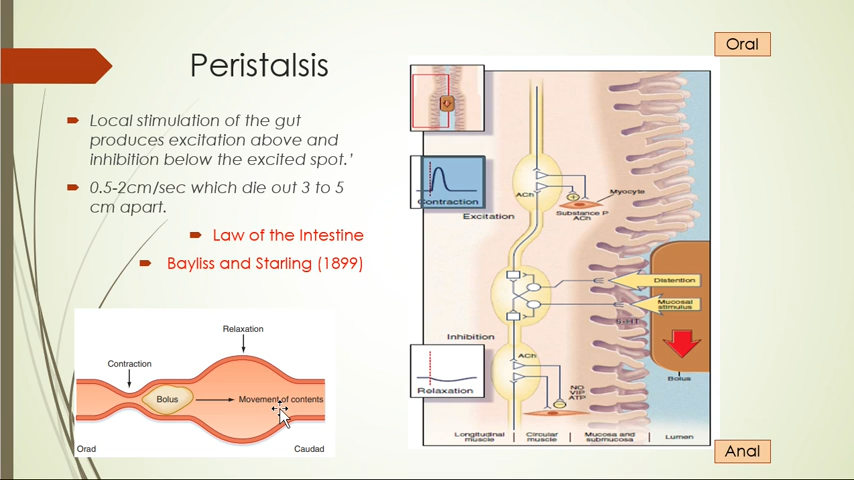 Peristalsis
Local stimulation of the gut
produces excitation above and
inhibition below the excited spot.'
0.5-2cm/sec which die out 3 to 5
cm apart.
Law of the Intestine
Bayliss and Starling (1899)
Relaxation
Contraction
Bolus
Movement of contents
Orad
Caudad
Oral
Contraction
ACh
Myocyte
Substance P
ACh
Excitation
Distention
Mucosal
stimulus
5-HT
Inhibition
ACh
Relaxation
NO
VIP
ATP
Bolus
Longitudinal
muscle
Circular
muscle
Mucosa and
submucosa
Lumen
Anal